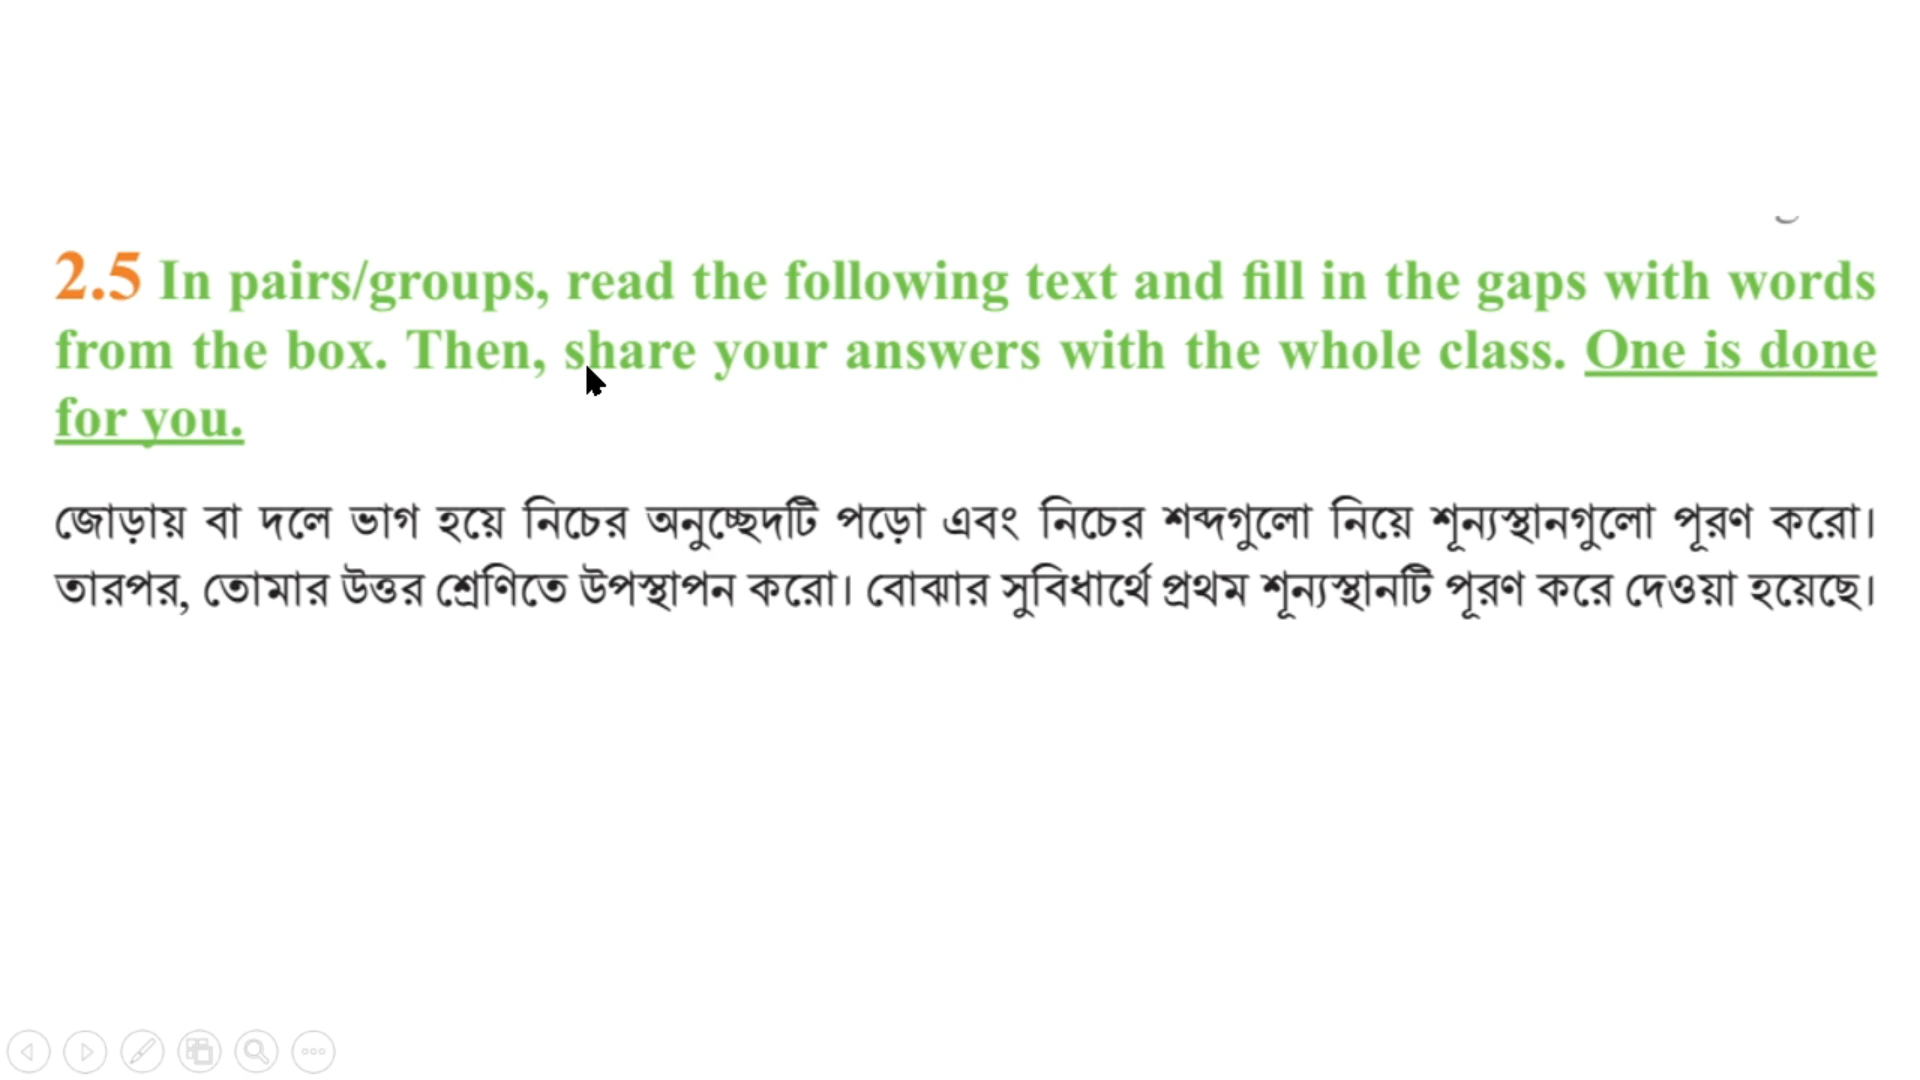 2.5 In pairs/groups, read the following text and fill in the gaps with words
from the box. Then, share your answers with the whole class. One is done
for you.
জোড়ায় বা দলে ভাগ হয়ে নিচের অনুচ্ছেদটি পড়ো এবং নিচের শব্দগুলো নিয়ে শূন্যস্থানগুলো পূরণ করো।
তারপর, তোমার উত্তর শ্রেণিতে উপস্থাপন করো। বোঝার সুবিধার্থে প্রথম শূন্যস্থানটি পূরণ করে দেওয়া হয়েছে।